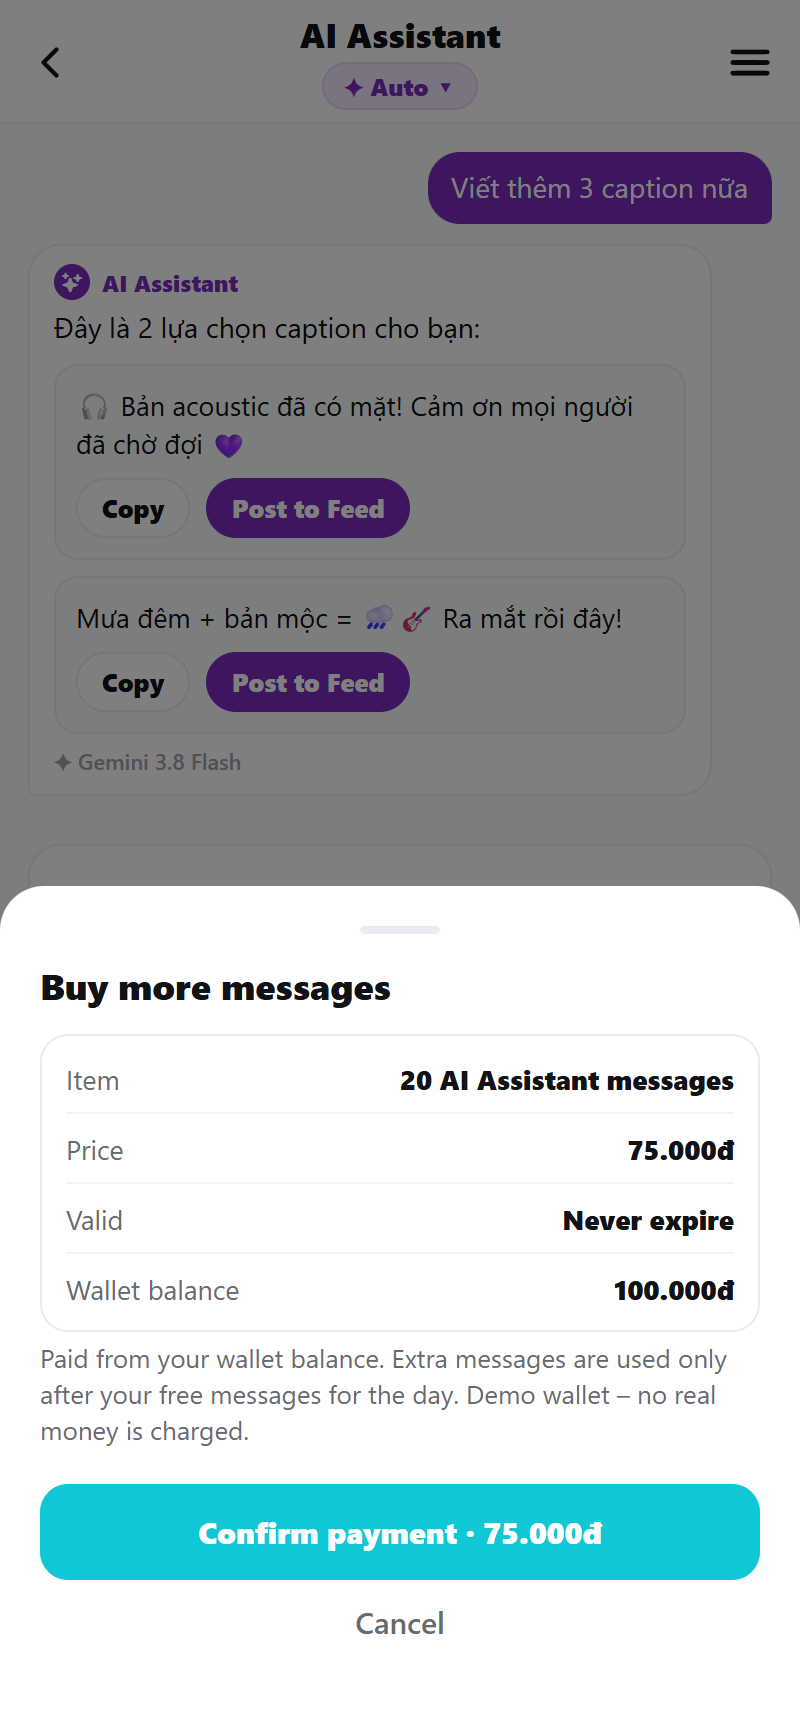 AI Assistant
✦ Auto ▼
Viết thêm 3 caption nữa
AI Assistant
Đây là 2 lựa chọn caption cho bạn:
🎧 Bản acoustic đã có mặt! Cảm ơn mọi người
đã chờ đợi 💜
Copy
Post to Feed
Mưa đêm + bản mộc = 🌧️🎸 Ra mắt rồi đây!
Copy
Post to Feed
✦ Gemini 3.8 Flash
Buy more messages
Item 20 AI Assistant messages
Price 75.000đ
Valid Never expire
Wallet balance 100.000đ
Paid from your wallet balance. Extra messages are used only
after your free messages for the day. Demo wallet – no real
money is charged.
Confirm payment · 75.000đ
Cancel